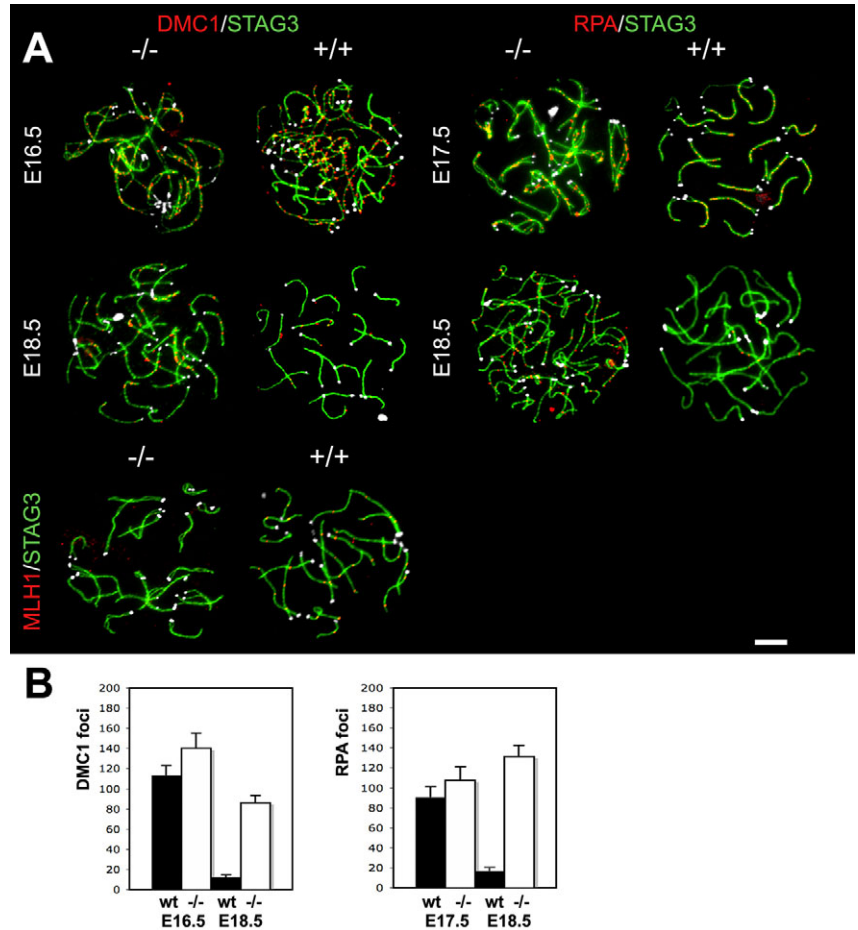 DMC1/STAG3
RPA/STAG3
A
-/-
+/+
-/-
+/+
E16.5
E17.5
E18.5
E18.5
-/-
+/+
MLH1/STAG3
B
200
180
160
140
120
100
80
60
40
20
0
DMC1 foci
wt -/- wt -/-
E16.5 E18.5
200
180
160
140
120
100
80
60
40
20
0
RPA foci
wt -/- wt -/-
E17.5 E18.5